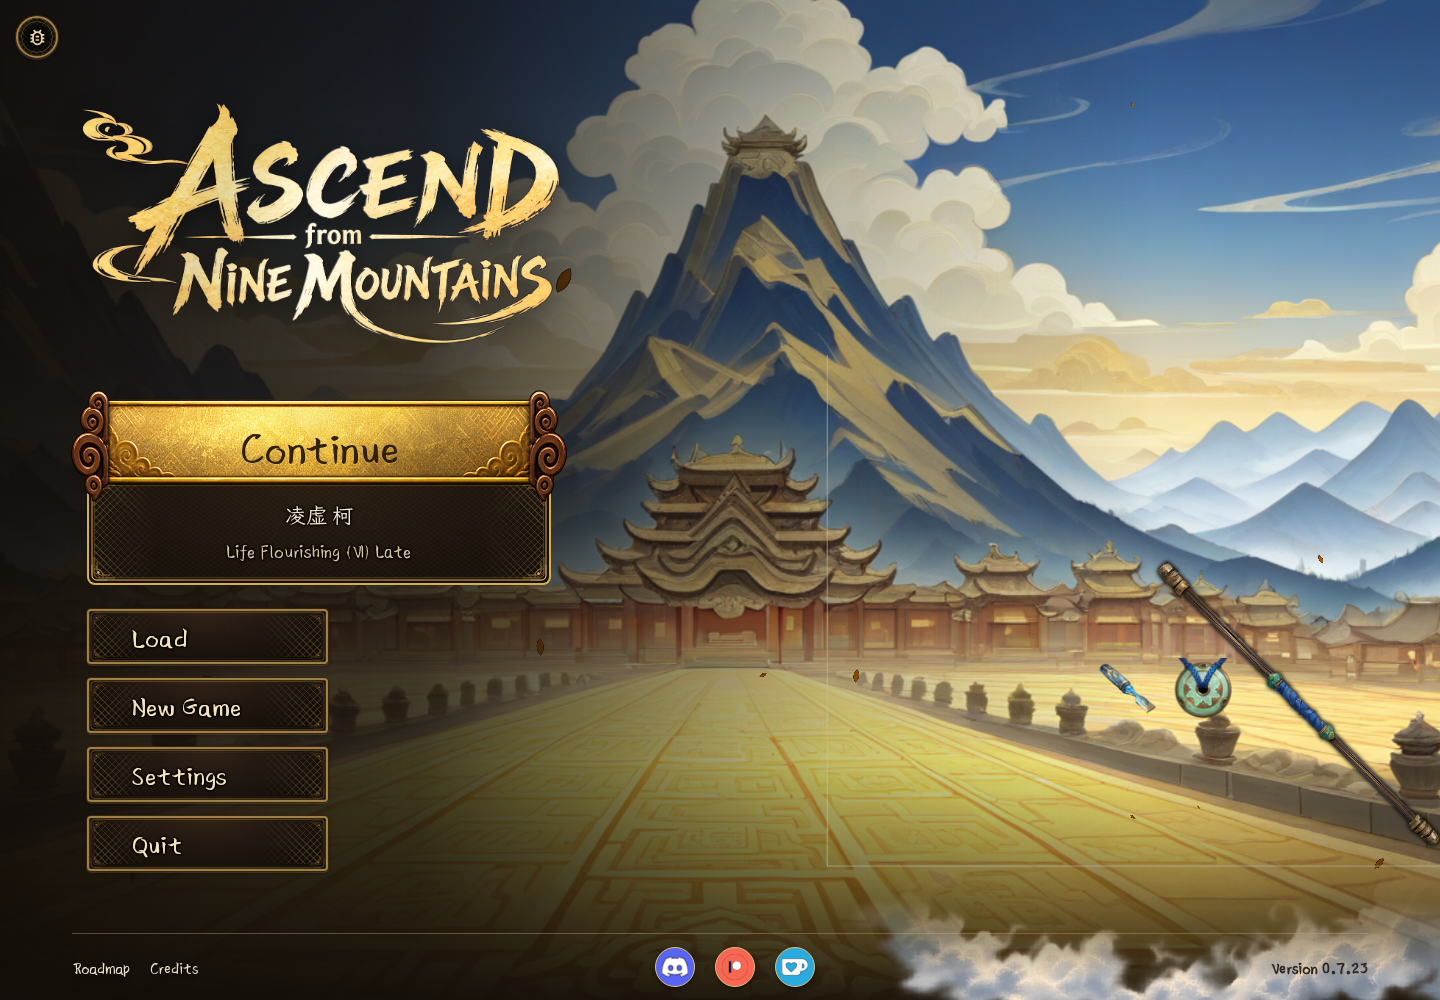 ASCEND
from
NINE MOUNTAINS
Continue
凌虚 柯
Life Flourishing (VI) Late
Load
New Game
Settings
Quit
Roadmap Credits
Version 0.7.23